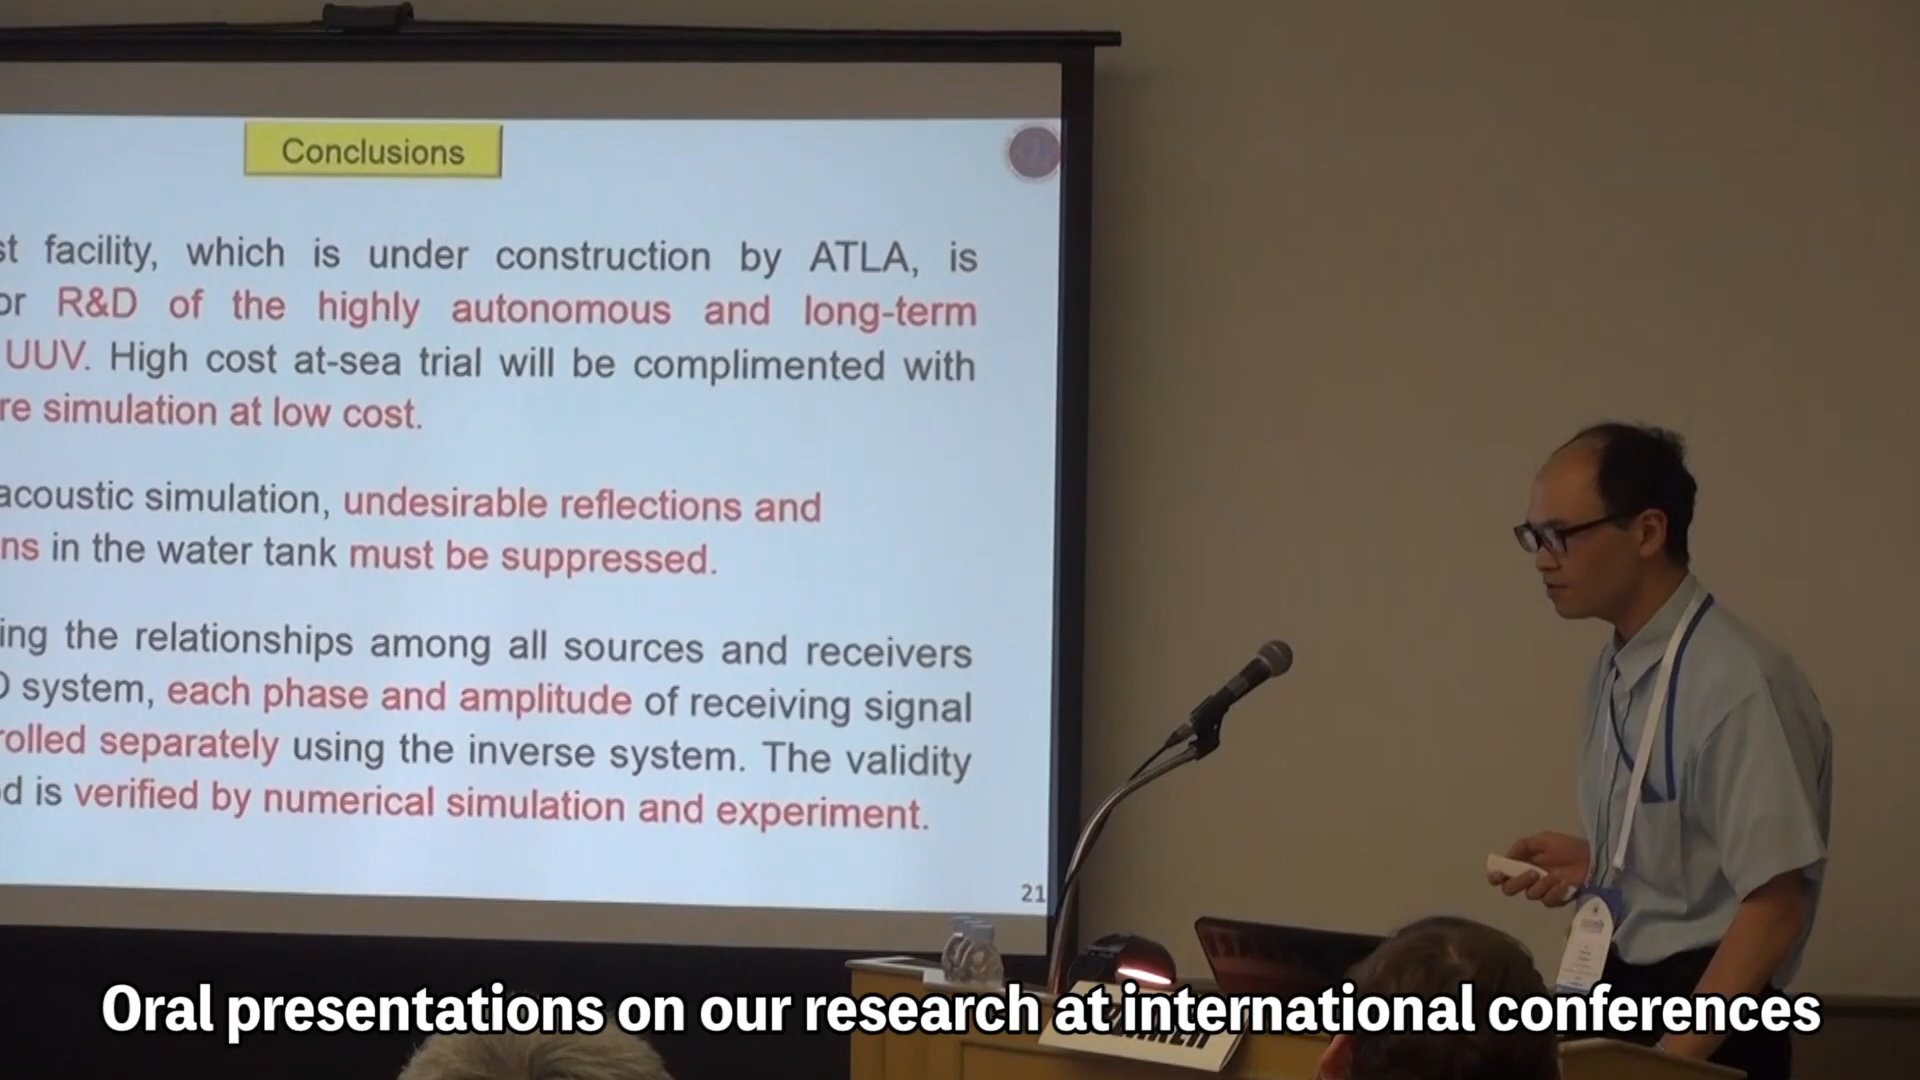 Conclusions
st facility, which is under construction by ATLA, is
or R&D of the highly autonomous and long-term
UUV. High cost at-sea trial will be complimented with
re simulation at low cost.
acoustic simulation, undesirable reflections and
ns in the water tank must be suppressed.
ing the relationships among all sources and receivers
O system, each phase and amplitude of receiving signal
rolled separately using the inverse system. The validity
d is verified by numerical simulation and experiment.
21
Oral presentations on our research at international conferences